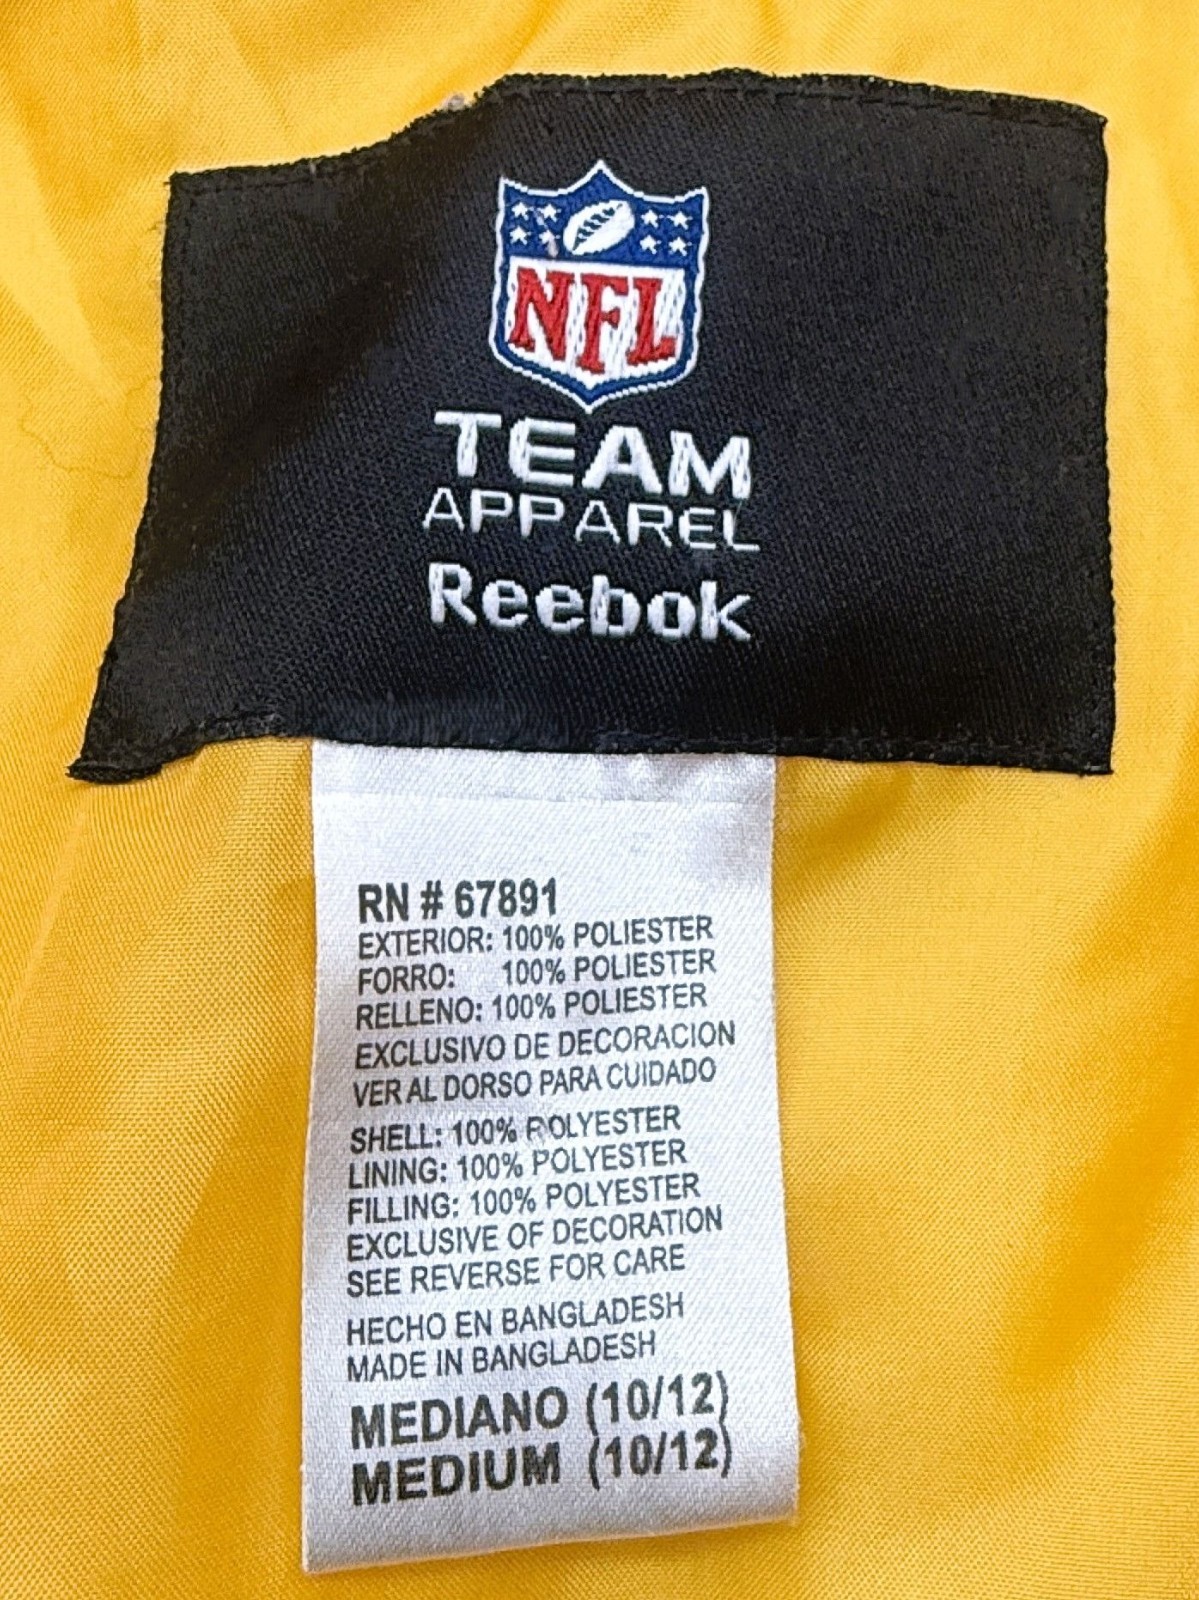 NFL
TEAM
APPAREL
Reebok
RN # 67891
EXTERIOR: 100% POLIESTER
FORRO: 100% POLIESTER
RELLENO: 100% POLIESTER
EXCLUSIVO DE DECORACION
VER AL DORSO PARA CUIDADO
SHELL: 100% POLYESTER
LINING: 100% POLYESTER
FILLING: 100% POLYESTER
EXCLUSIVE OF DECORATION
SEE REVERSE FOR CARE
HECHO EN BANGLADESH
MADE IN BANGLADESH
MEDIANO (10/12)
MEDIUM (10/12)